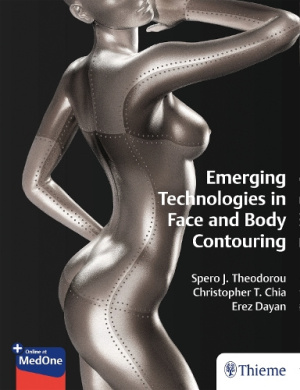 Emerging
Technologies in
Face and Body
Contouring
Spero J. Theodorou
Christopher T. Chia
Erez Dayan
+ Online at
MedOne
Thieme